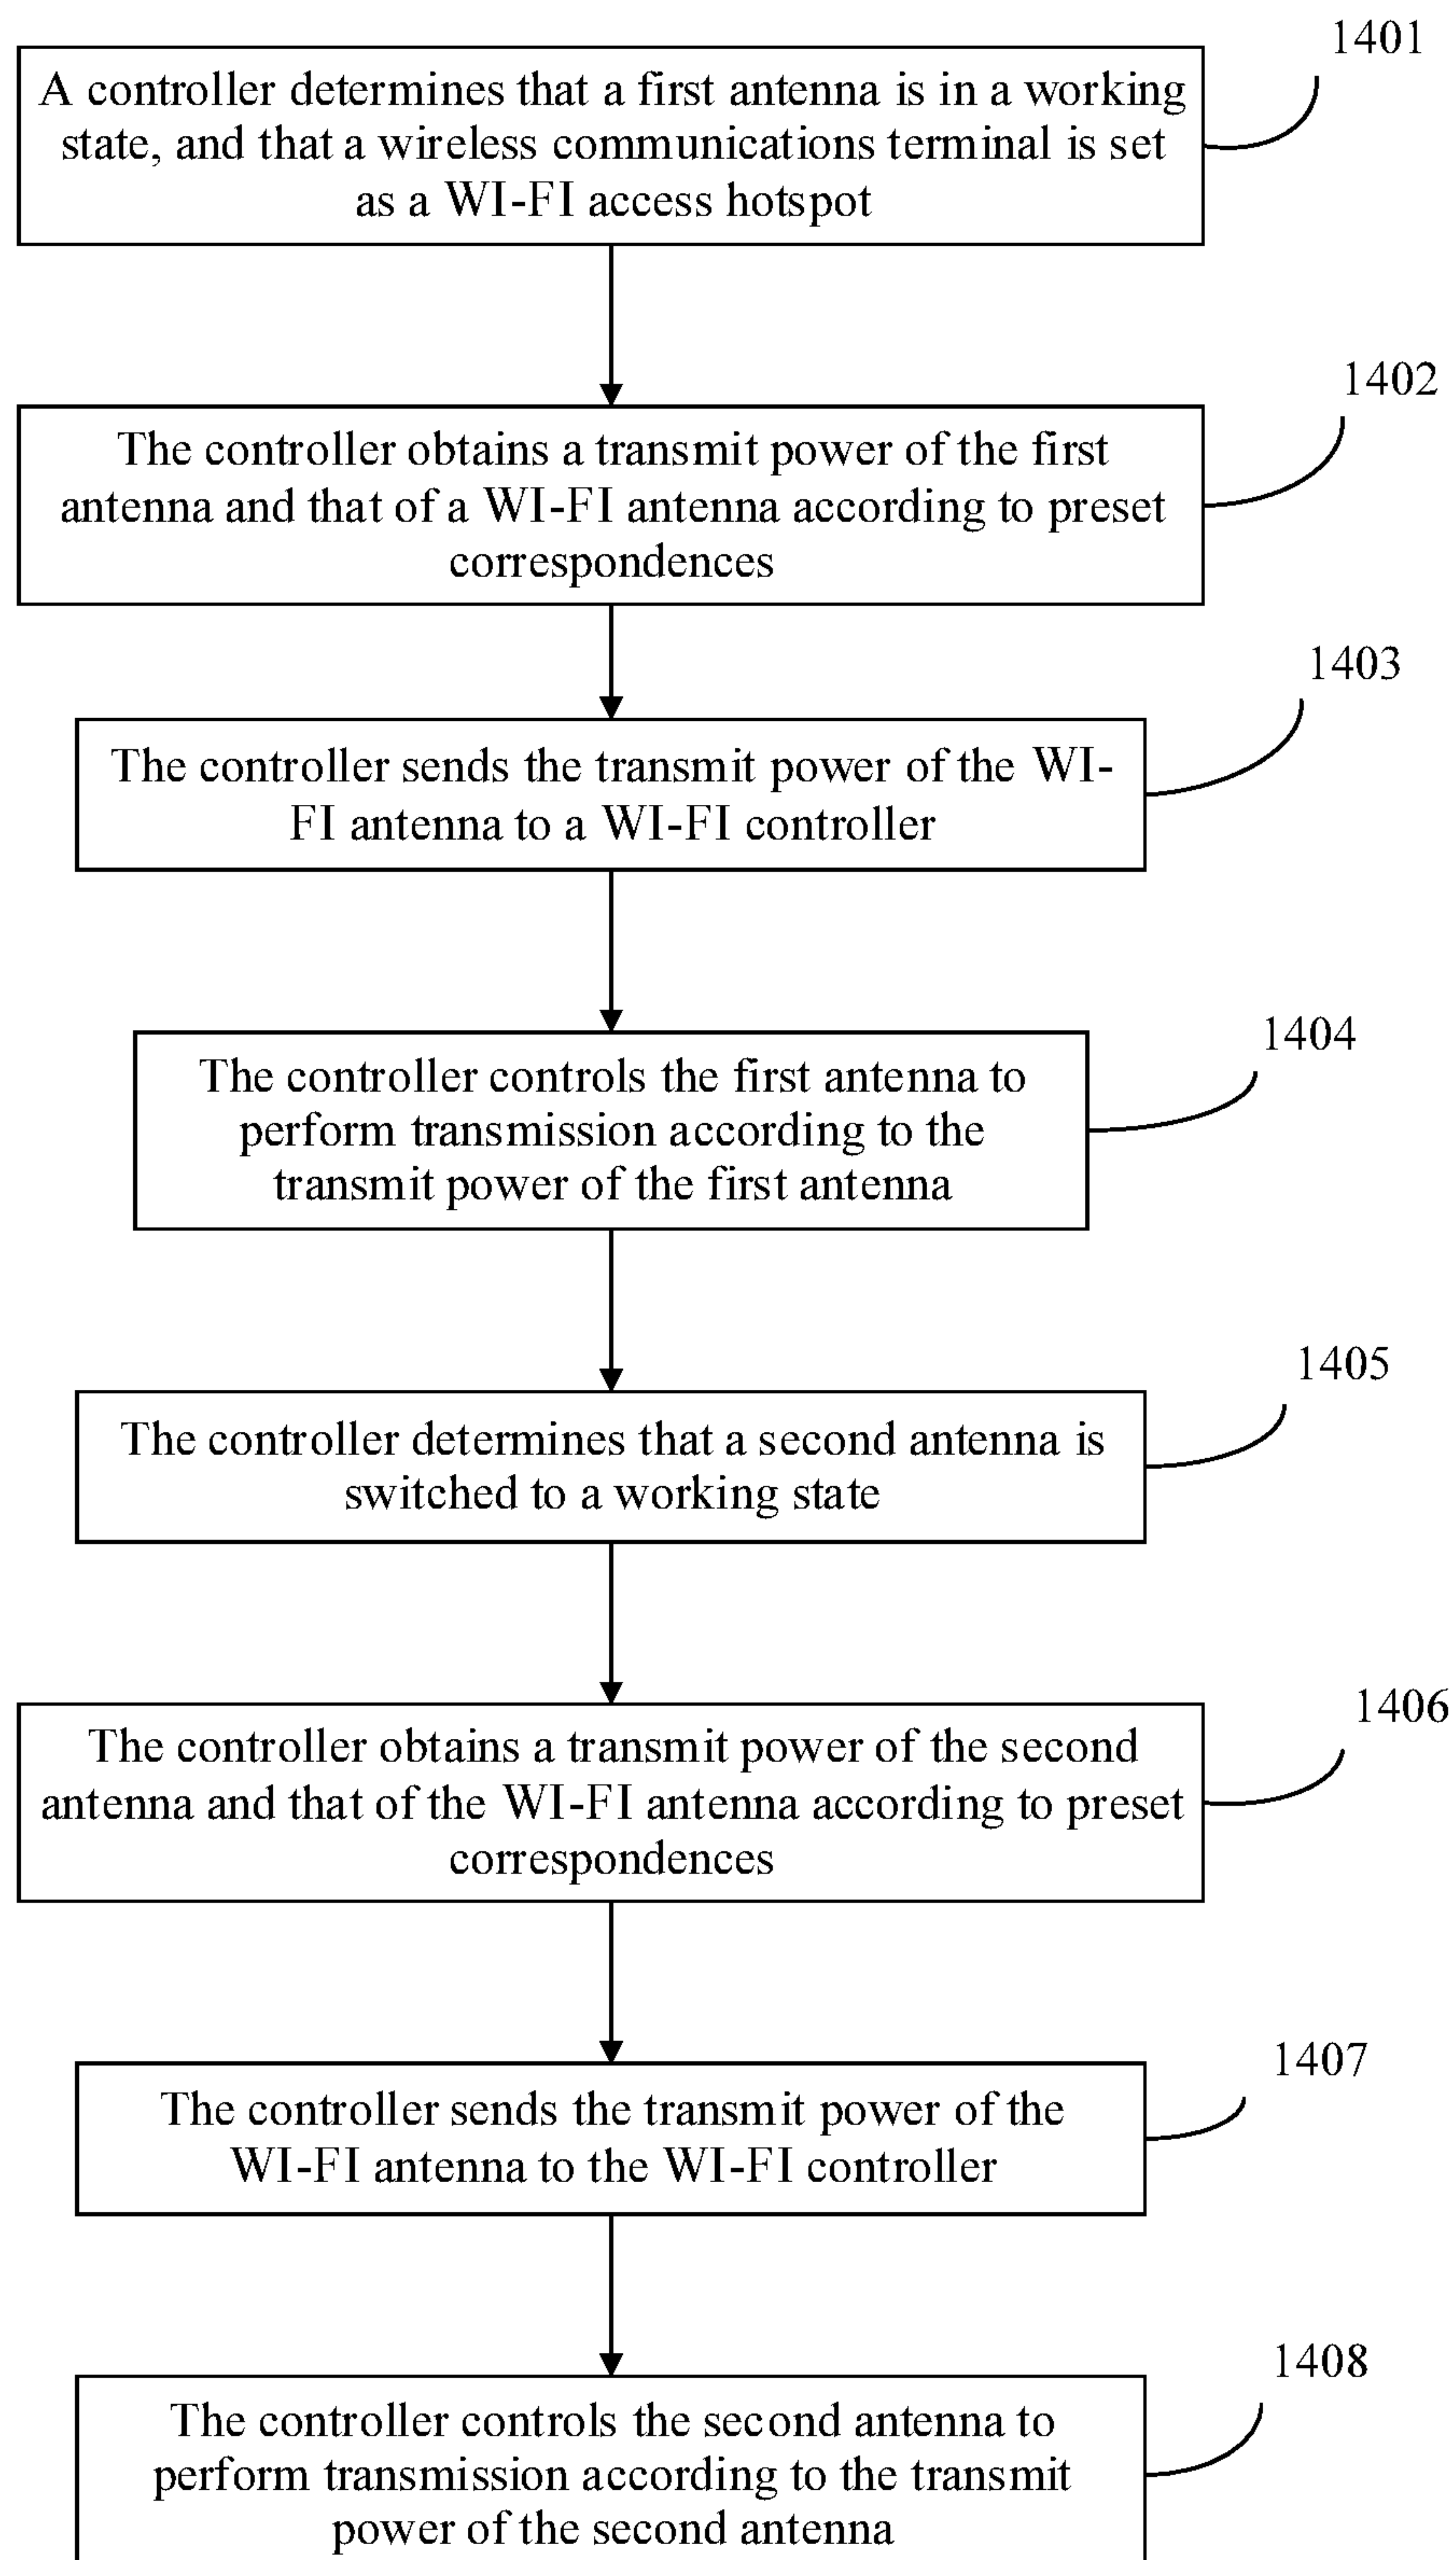 1401
A controller determines that a first antenna is in a working
state, and that a wireless communications terminal is set
as a WI-FI access hotspot
1402
The controller obtains a transmit power of the first
antenna and that of a WI-FI antenna according to preset
correspondences
1403
The controller sends the transmit power of the WI-
FI antenna to a WI-FI controller
1404
The controller controls the first antenna to
perform transmission according to the
transmit power of the first antenna
1405
The controller determines that a second antenna is
switched to a working state
1406
The controller obtains a transmit power of the second
antenna and that of the WI-FI antenna according to preset
correspondences
1407
The controller sends the transmit power of the
WI-FI antenna to the WI-FI controller
1408
The controller controls the second antenna to
perform transmission according to the transmit
power of the second antenna